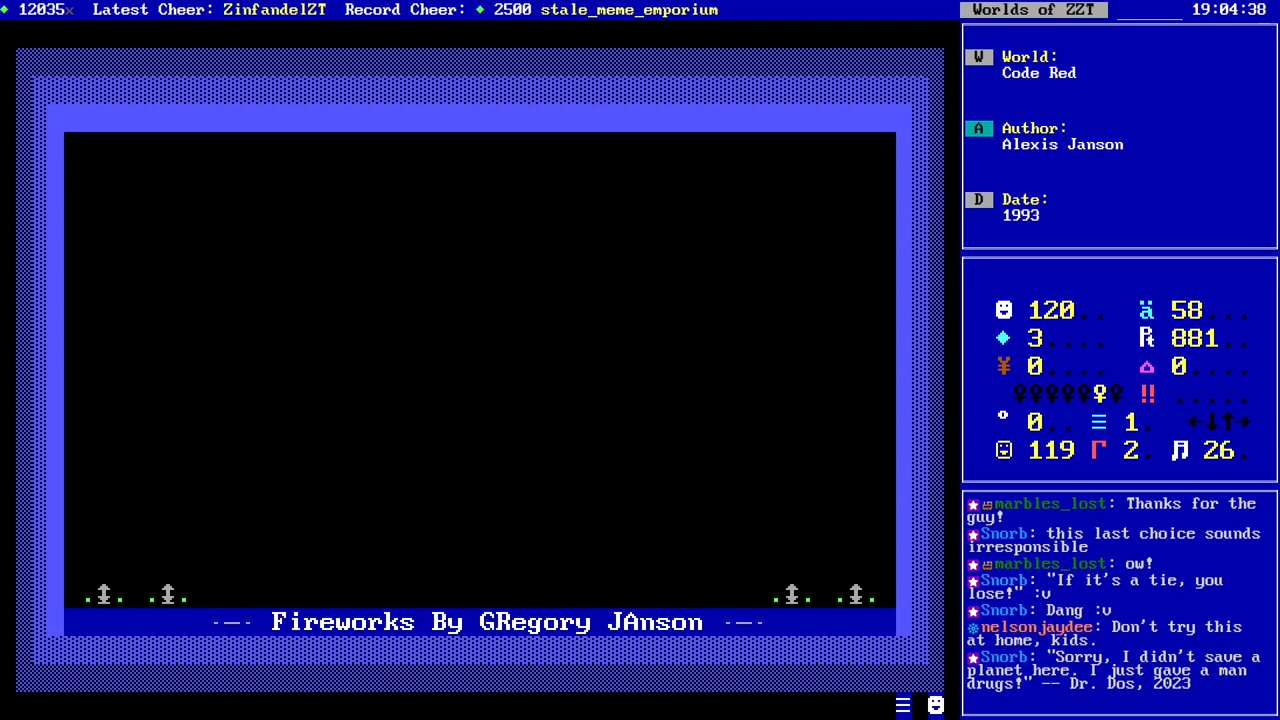 12035x Latest Cheer: ZinfandelZT Record Cheer: 2500 stale_meme_emporium
Worlds of ZZT 19:04:38
W World:
Code Red
A Author:
Alexis Janson
D Date:
1993
120 58
3 881
0 0
0 1
119 2 26
marbles_lost: Thanks for the
guy!
Snorb: this last choice sounds
irresponsible
marbles_lost: ow!
Snorb: "If it's a tie, you
lose!" :v
Snorb: Dang :v
nelsonjaydee: Don't try this
at home, kids.
Snorb: "Sorry, I didn't save a
planet here. I just gave a man
drugs!" -- Dr. Dos, 2023
Fireworks By GRegory JAnson